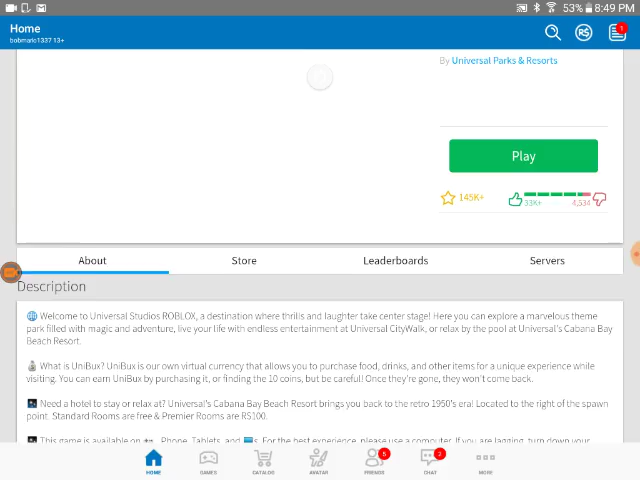 53% 8:49 PM
Home
bobmario1337 13+
R$
1
By Universal Parks & Resorts
Play
145K+
33K+
4,534
About Store Leaderboards Servers
Description
Welcome to Universal Studios ROBLOX, a destination where thrills and laughter take center stage! Here you can explore a marvelous theme
park filled with magic and adventure, live your life with endless entertainment at Universal CityWalk, or relax by the pool at Universal's Cabana Bay
Beach Resort.
What is UniBux? UniBux is our own virtual currency that allows you to purchase food, drinks, and other items for a unique experience while
visiting. You can earn UniBux by purchasing it, or finding the 10 coins, but be careful! Once they're gone, they won't come back.
Need a hotel to stay or relax at? Universal's Cabana Bay Beach Resort brings you back to the retro 1950's era! Located to the right of the spawn
point. Standard Rooms are free & Premier Rooms are R$100.
This game is available on Phone, Tablets, and s. For the best experience, please use a computer. If you are lagging, turn down your
5 2
HOME GAMES CATALOG AVATAR FRIENDS CHAT MORE